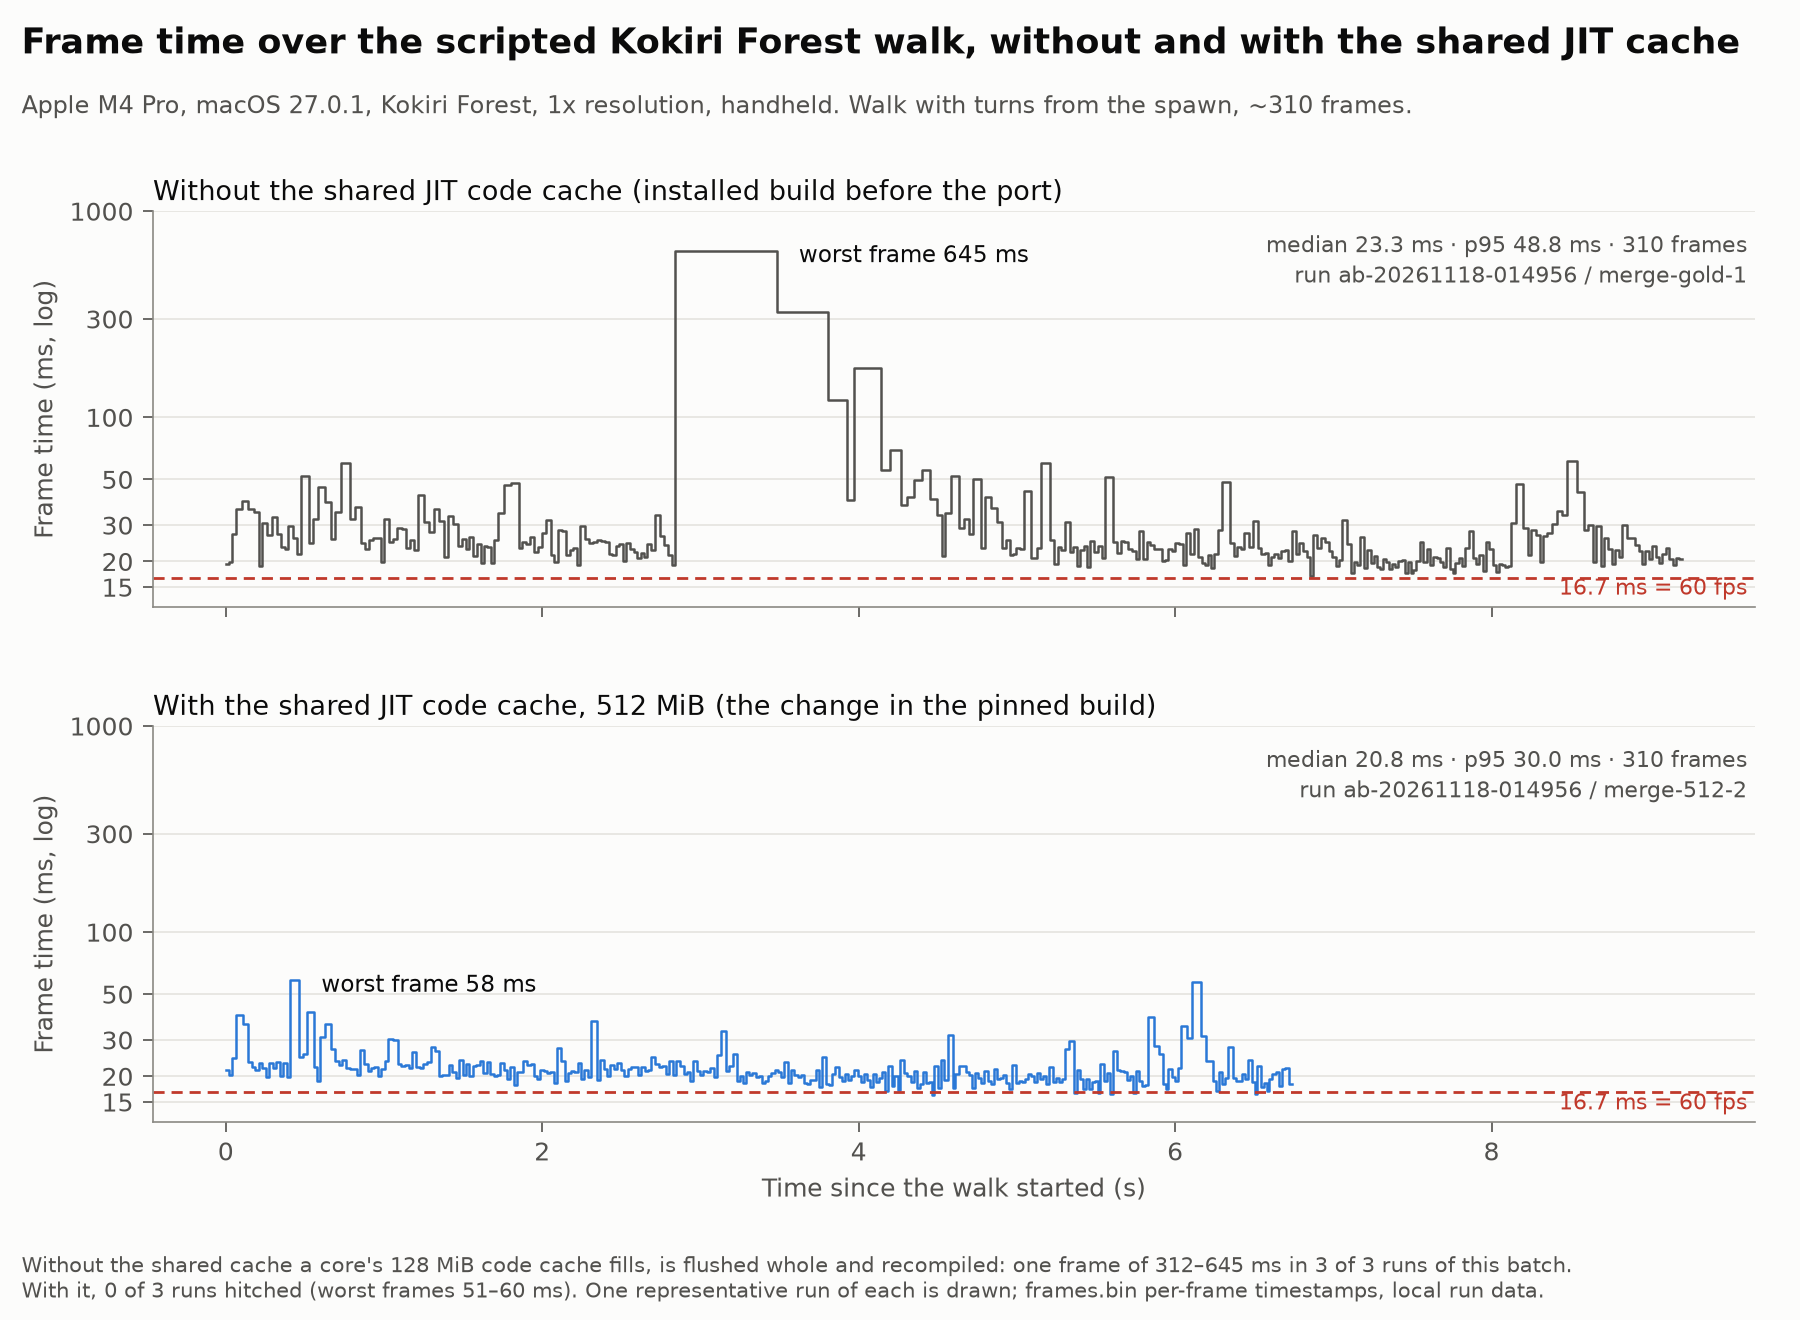 Frame time over the scripted Kokiri Forest walk, without and with the shared JIT cache
Apple M4 Pro, macOS 27.0.1, Kokiri Forest, 1x resolution, handheld. Walk with turns from the spawn, ~310 frames.
Without the shared JIT code cache (installed build before the port)
1000
300
100
50
30
20
15
Frame time (ms, log)
worst frame 645 ms
median 23.3 ms · p95 48.8 ms · 310 frames
run ab-20261118-014956 / merge-gold-1
16.7 ms = 60 fps
With the shared JIT code cache, 512 MiB (the change in the pinned build)
1000
300
100
50
30
20
15
Frame time (ms, log)
median 20.8 ms · p95 30.0 ms · 310 frames
run ab-20261118-014956 / merge-512-2
worst frame 58 ms
16.7 ms = 60 fps
0 2 4 6 8
Time since the walk started (s)
Without the shared cache a core's 128 MiB code cache fills, is flushed whole and recompiled: one frame of 312–645 ms in 3 of 3 runs of this batch.
With it, 0 of 3 runs hitched (worst frames 51–60 ms). One representative run of each is drawn; frames.bin per-frame timestamps, local run data.